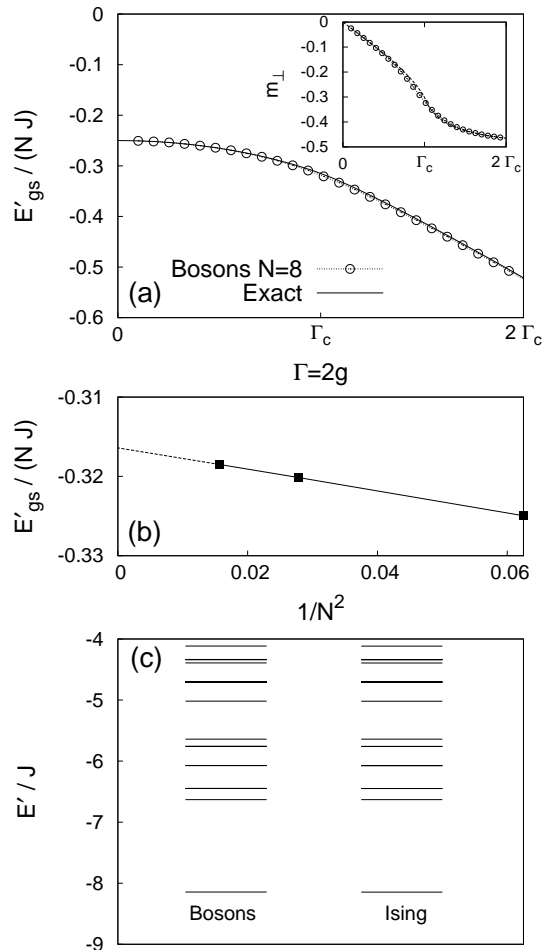 0
-0.1
-0.2
-0.3
-0.4
-0.5
-0.6
E′gs / (N J)
0
-0.1
-0.2
-0.3
-0.4
-0.5
m⊥
0 Γc 2 Γc
Bosons N=8
Exact
(a)
0 Γc 2 Γc
Γ=2g
-0.31
-0.32
-0.33
E′gs / (N J)
(b)
0 0.02 0.04 0.06
1/N²
-4
-5
-6
-7
-8
-9
E′ / J
(c)
Bosons Ising